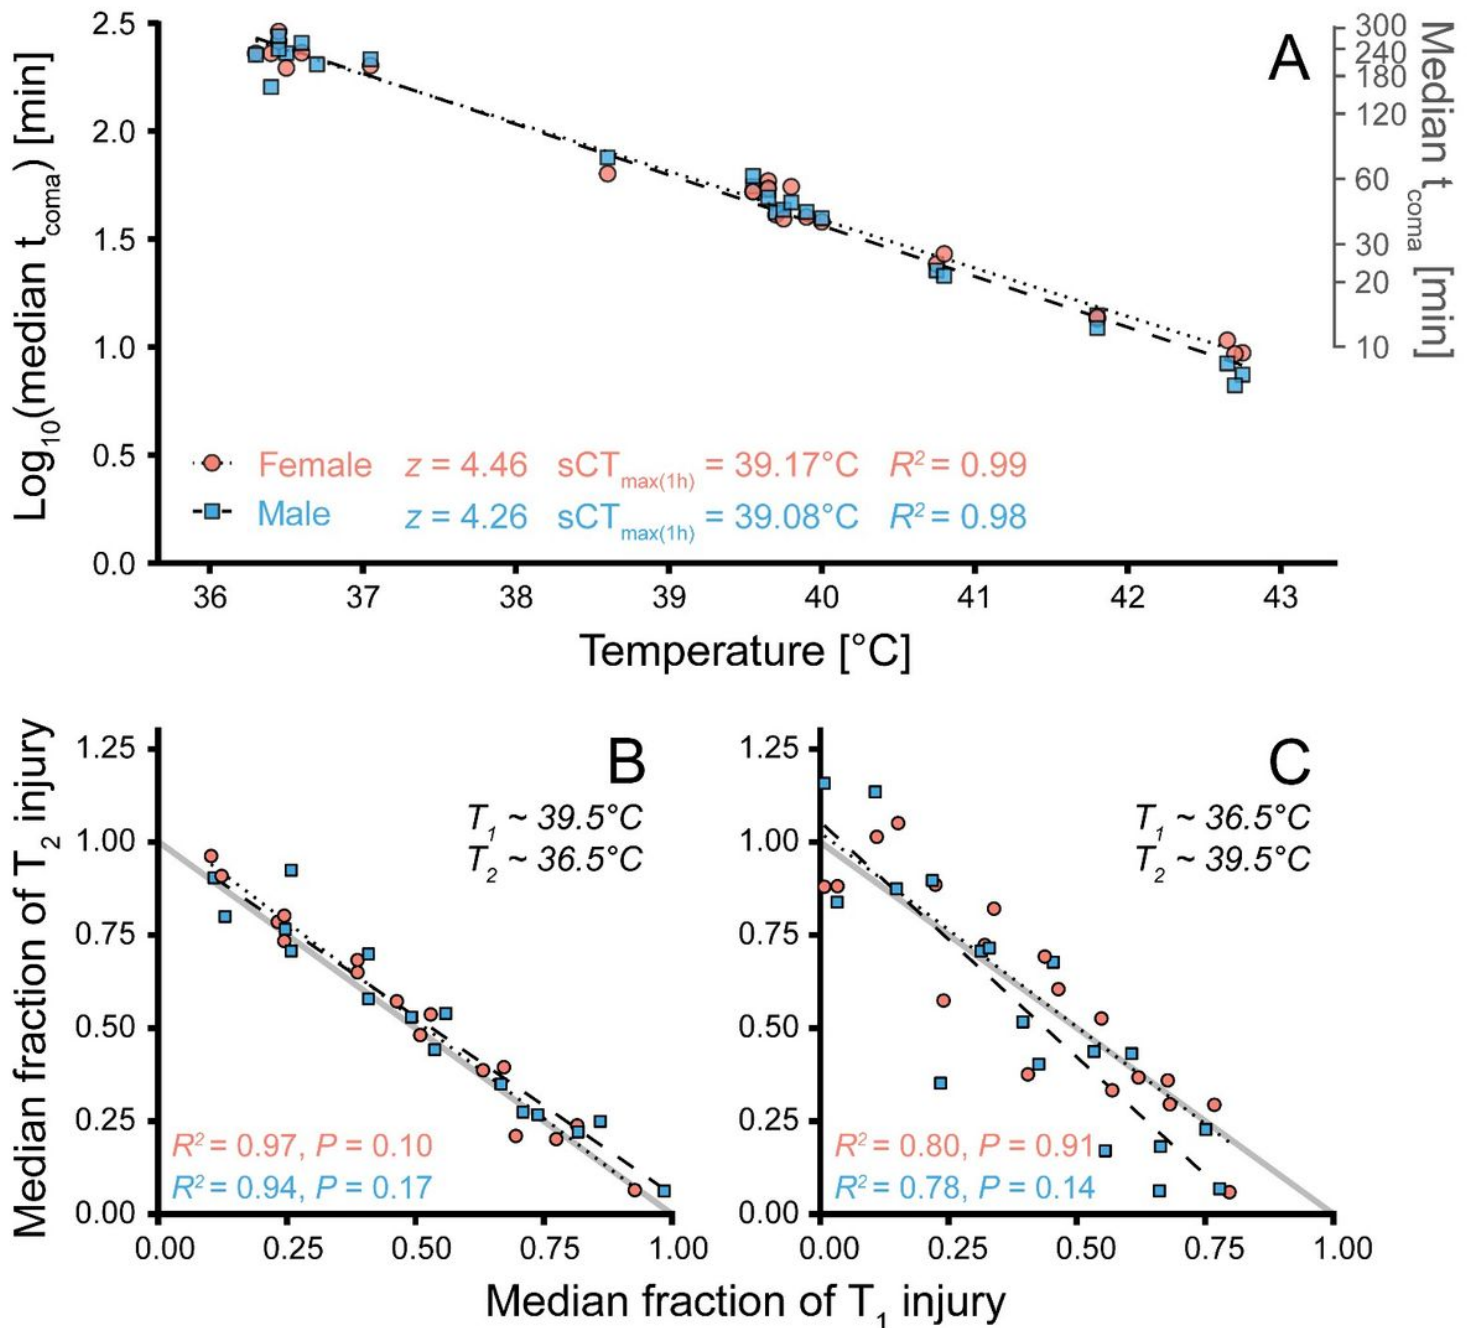 A
Log10(median tcoma) [min]
2.5
2.0
1.5
1.0
0.5
0.0
300
240
180
120
60
30
20
10
Median tcoma [min]
Female z = 4.46 sCTmax(1h) = 39.17°C R² = 0.99
Male z = 4.26 sCTmax(1h) = 39.08°C R² = 0.98
36 37 38 39 40 41 42 43
Temperature [°C]
Median fraction of T2 injury
B
T1 ~ 39.5°C
T2 ~ 36.5°C
1.25
1.00
0.75
0.50
0.25
0.00
R² = 0.97, P = 0.10
R² = 0.94, P = 0.17
0.00 0.25 0.50 0.75 1.00
C
T1 ~ 36.5°C
T2 ~ 39.5°C
1.25
1.00
0.75
0.50
0.25
0.00
R² = 0.80, P = 0.91
R² = 0.78, P = 0.14
0.00 0.25 0.50 0.75 1.00
Median fraction of T1 injury